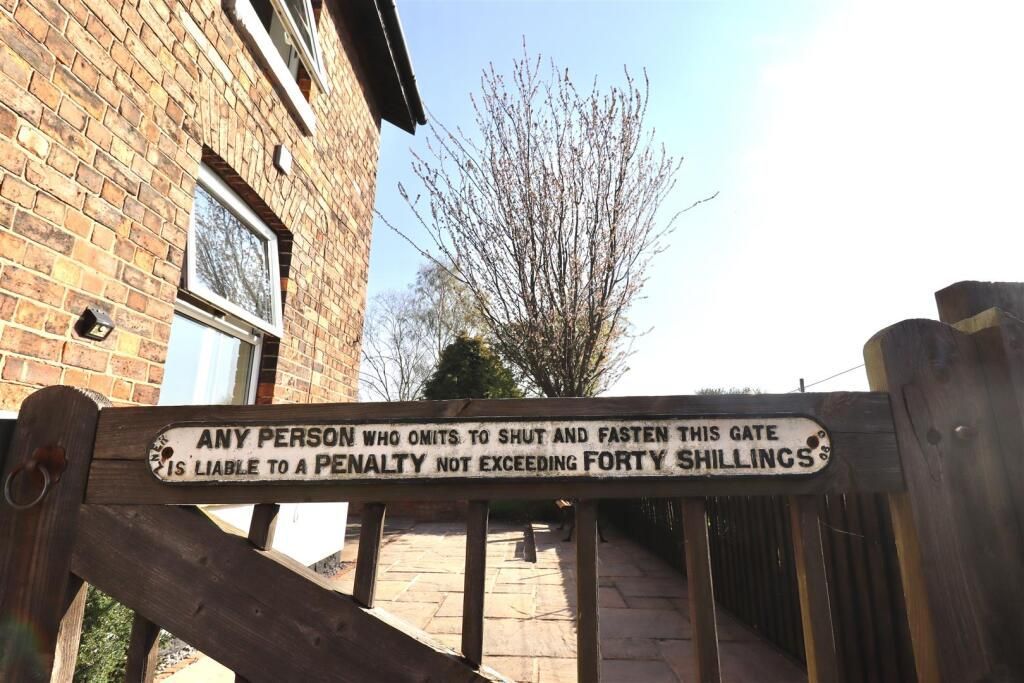 ANY PERSON WHO OMITS TO SHUT AND FASTEN THIS GATE
IS LIABLE TO A PENALTY NOT EXCEEDING FORTY SHILLINGS